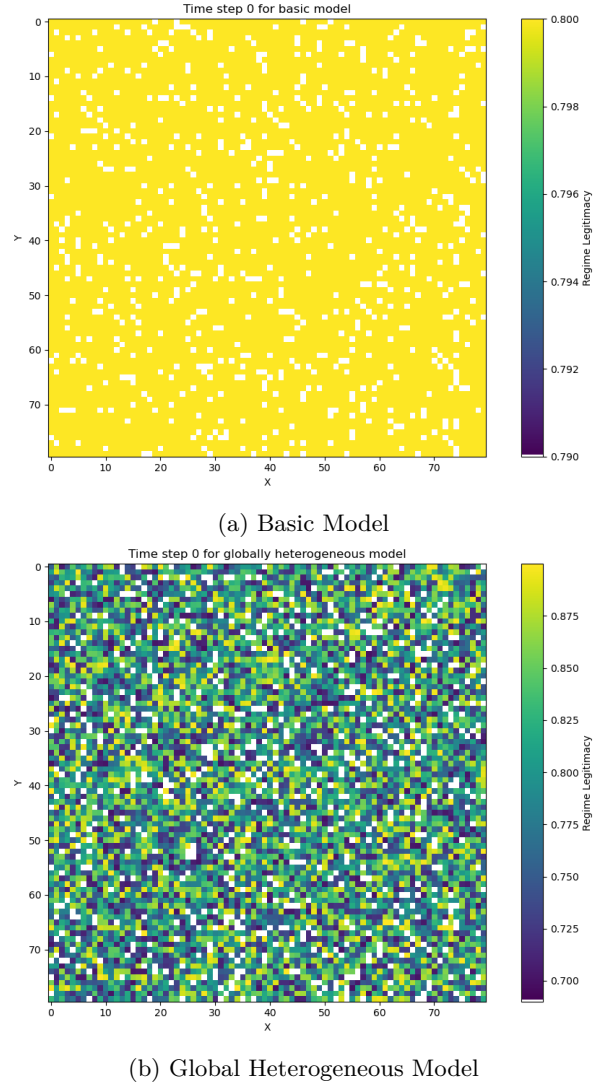 Time step 0 for basic model
0
10
20
30
40
50
60
70
Y
0 10 20 30 40 50 60 70
X
0.800
0.798
0.796
0.794
0.792
0.790
Regime Legitimacy
(a) Basic Model
Time step 0 for globally heterogeneous model
0
10
20
30
40
50
60
70
Y
0 10 20 30 40 50 60 70
X
0.875
0.850
0.825
0.800
0.775
0.750
0.725
0.700
Regime Legitimacy
(b) Global Heterogeneous Model